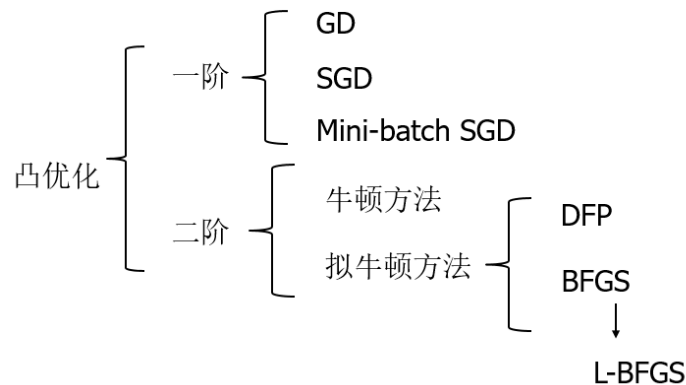 凸优化
一阶
GD
SGD
Mini-batch SGD
二阶
牛顿方法
拟牛顿方法
DFP
BFGS
L-BFGS